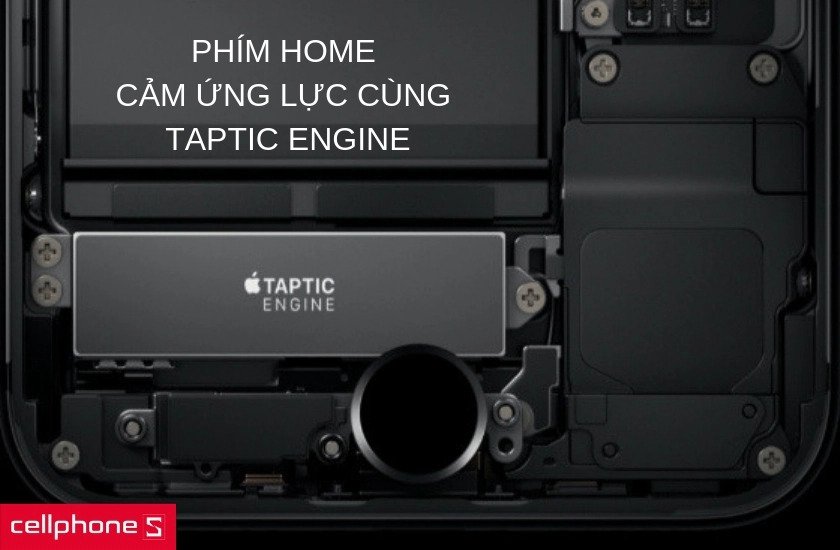 PHÍM HOME
CẢM ỨNG LỰC CÙNG
TAPTIC ENGINE
TAPTIC
ENGINE
cellphone S